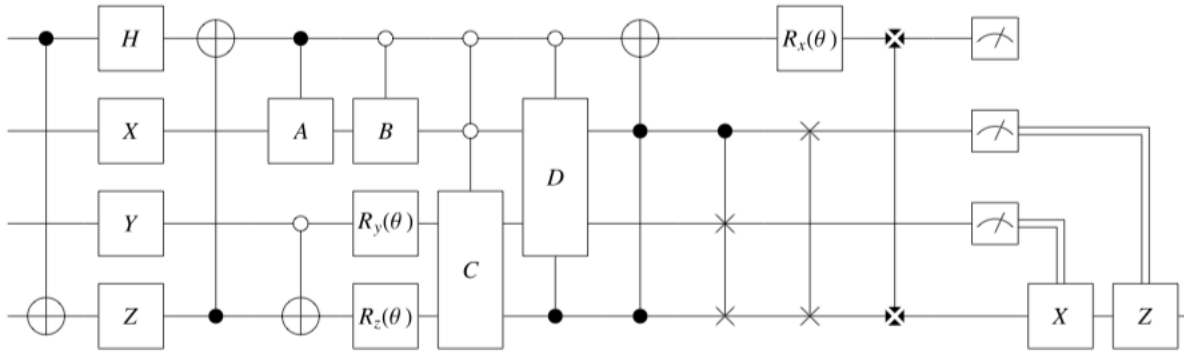 H R_x(θ)
X A B
D
Y R_y(θ)
C
Z R_z(θ) X Z